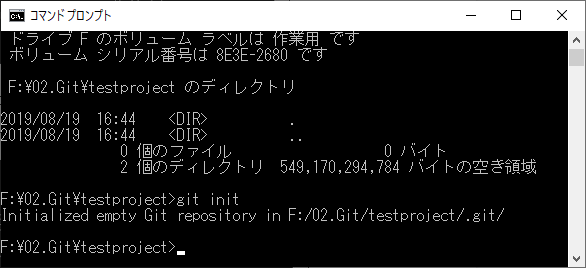 コマンド プロンプト
ドライブ F のボリューム ラベルは 作業用 です
ボリューム シリアル番号は 8E3E-2680 です
F:¥02.Git¥testproject のディレクトリ
2019/08/19 16:44 <DIR> .
2019/08/19 16:44 <DIR> ..
0 個のファイル 0 バイト
2 個のディレクトリ 549,170,294,784 バイトの空き領域
F:¥02.Git¥testproject>git init
Initialized empty Git repository in F:/02.Git/testproject/.git/
F:¥02.Git¥testproject>